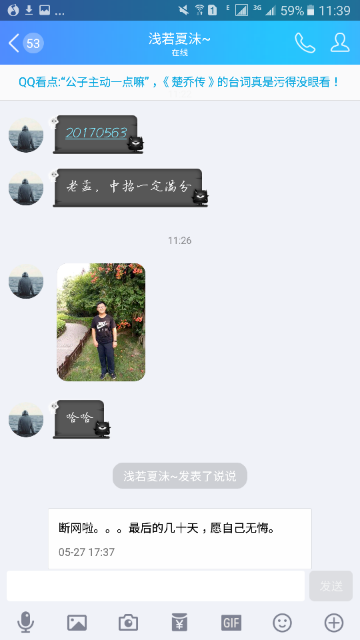 59% 11:39
53
浅若夏沫~
在线
QQ看点:“公子主动一点嘛”,《楚乔传》的台词真是污得没眼看!
20170563
老孟,中招一定满分
11:26
哈哈
浅若夏沫~发表了说说
断网啦。。。最后的几十天,愿自己无悔。
05-27 17:37
发送
GIF